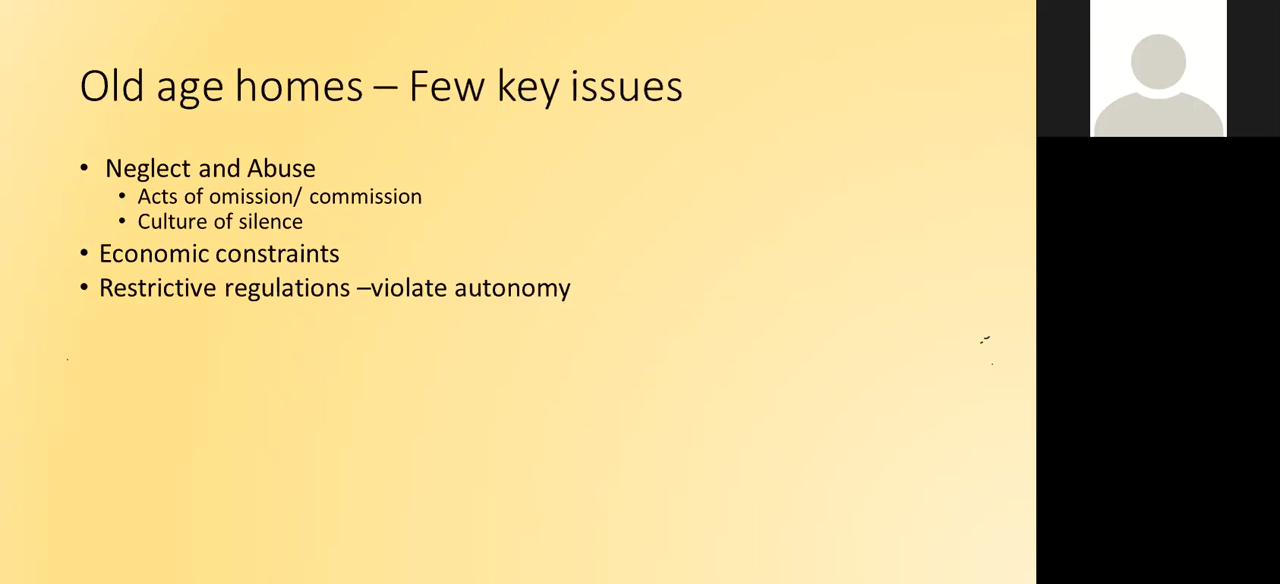 Old age homes – Few key issues
• Neglect and Abuse
• Acts of omission/ commission
• Culture of silence
• Economic constraints
• Restrictive regulations –violate autonomy